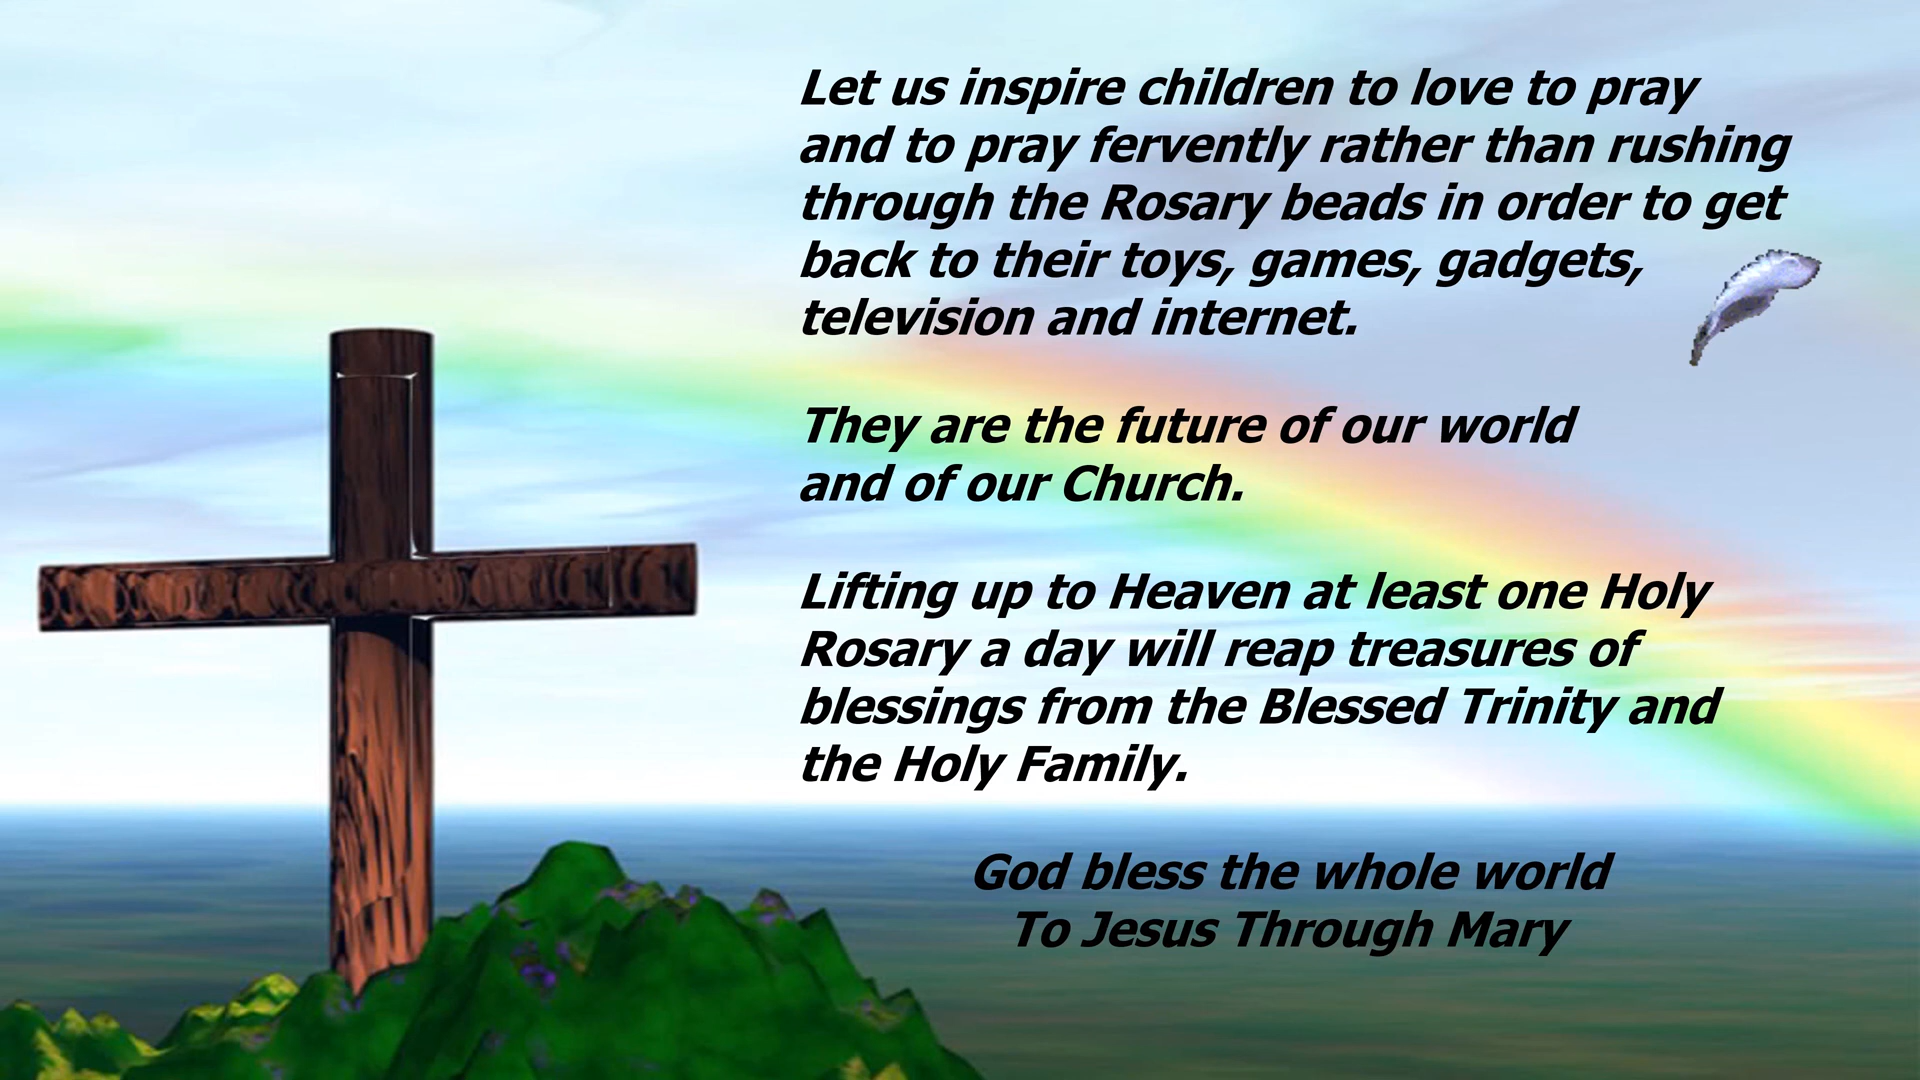 Let us inspire children to love to pray
and to pray fervently rather than rushing
through the Rosary beads in order to get
back to their toys, games, gadgets,
television and internet.
They are the future of our world
and of our Church.
Lifting up to Heaven at least one Holy
Rosary a day will reap treasures of
blessings from the Blessed Trinity and
the Holy Family.
God bless the whole world
To Jesus Through Mary